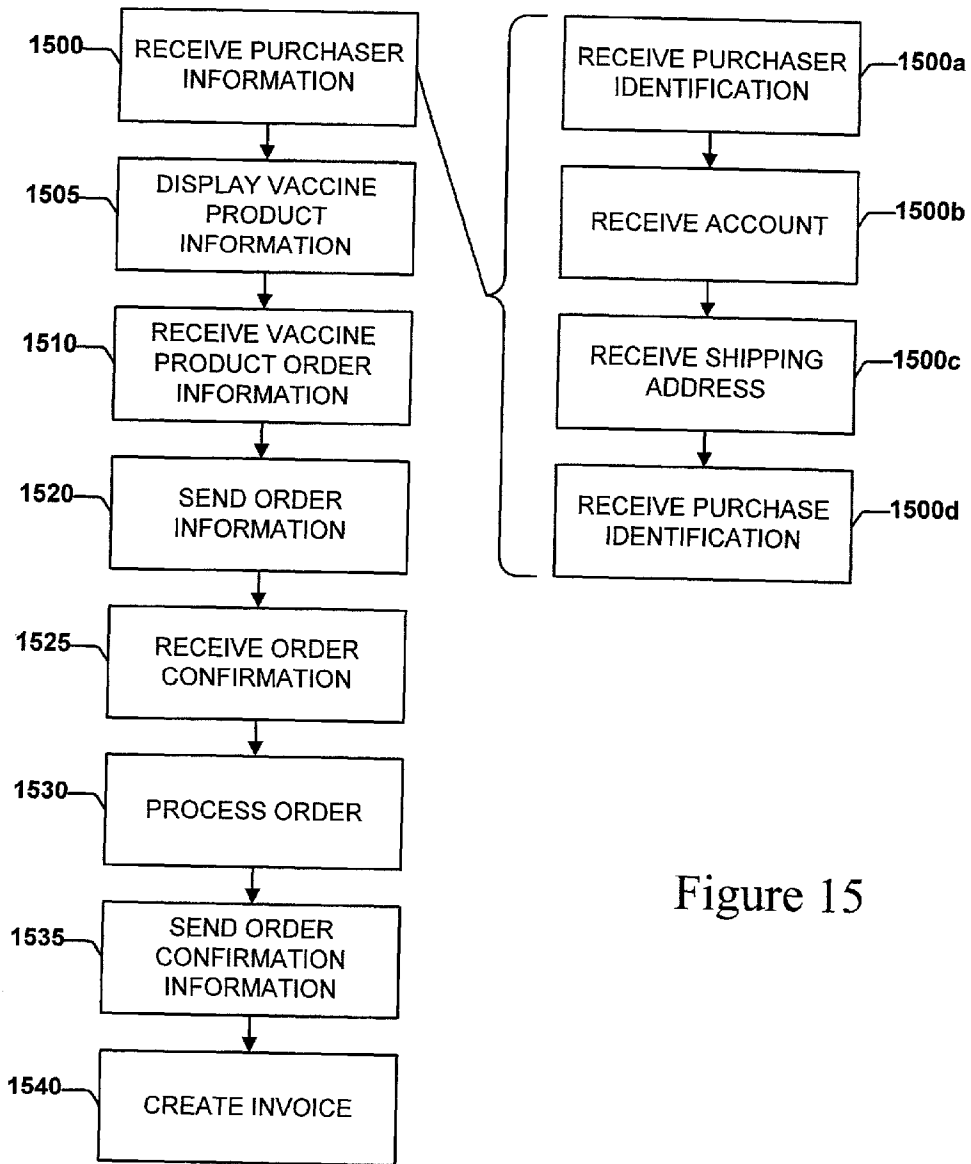 1500
RECEIVE PURCHASER
INFORMATION
1505
DISPLAY VACCINE
PRODUCT
INFORMATION
1510
RECEIVE VACCINE
PRODUCT ORDER
INFORMATION
1520
SEND ORDER
INFORMATION
1525
RECEIVE ORDER
CONFIRMATION
1530
PROCESS ORDER
1535
SEND ORDER
CONFIRMATION
INFORMATION
1540
CREATE INVOICE
RECEIVE PURCHASER
IDENTIFICATION
1500a
RECEIVE ACCOUNT
1500b
RECEIVE SHIPPING
ADDRESS
1500c
RECEIVE PURCHASE
IDENTIFICATION
1500d
Figure 15